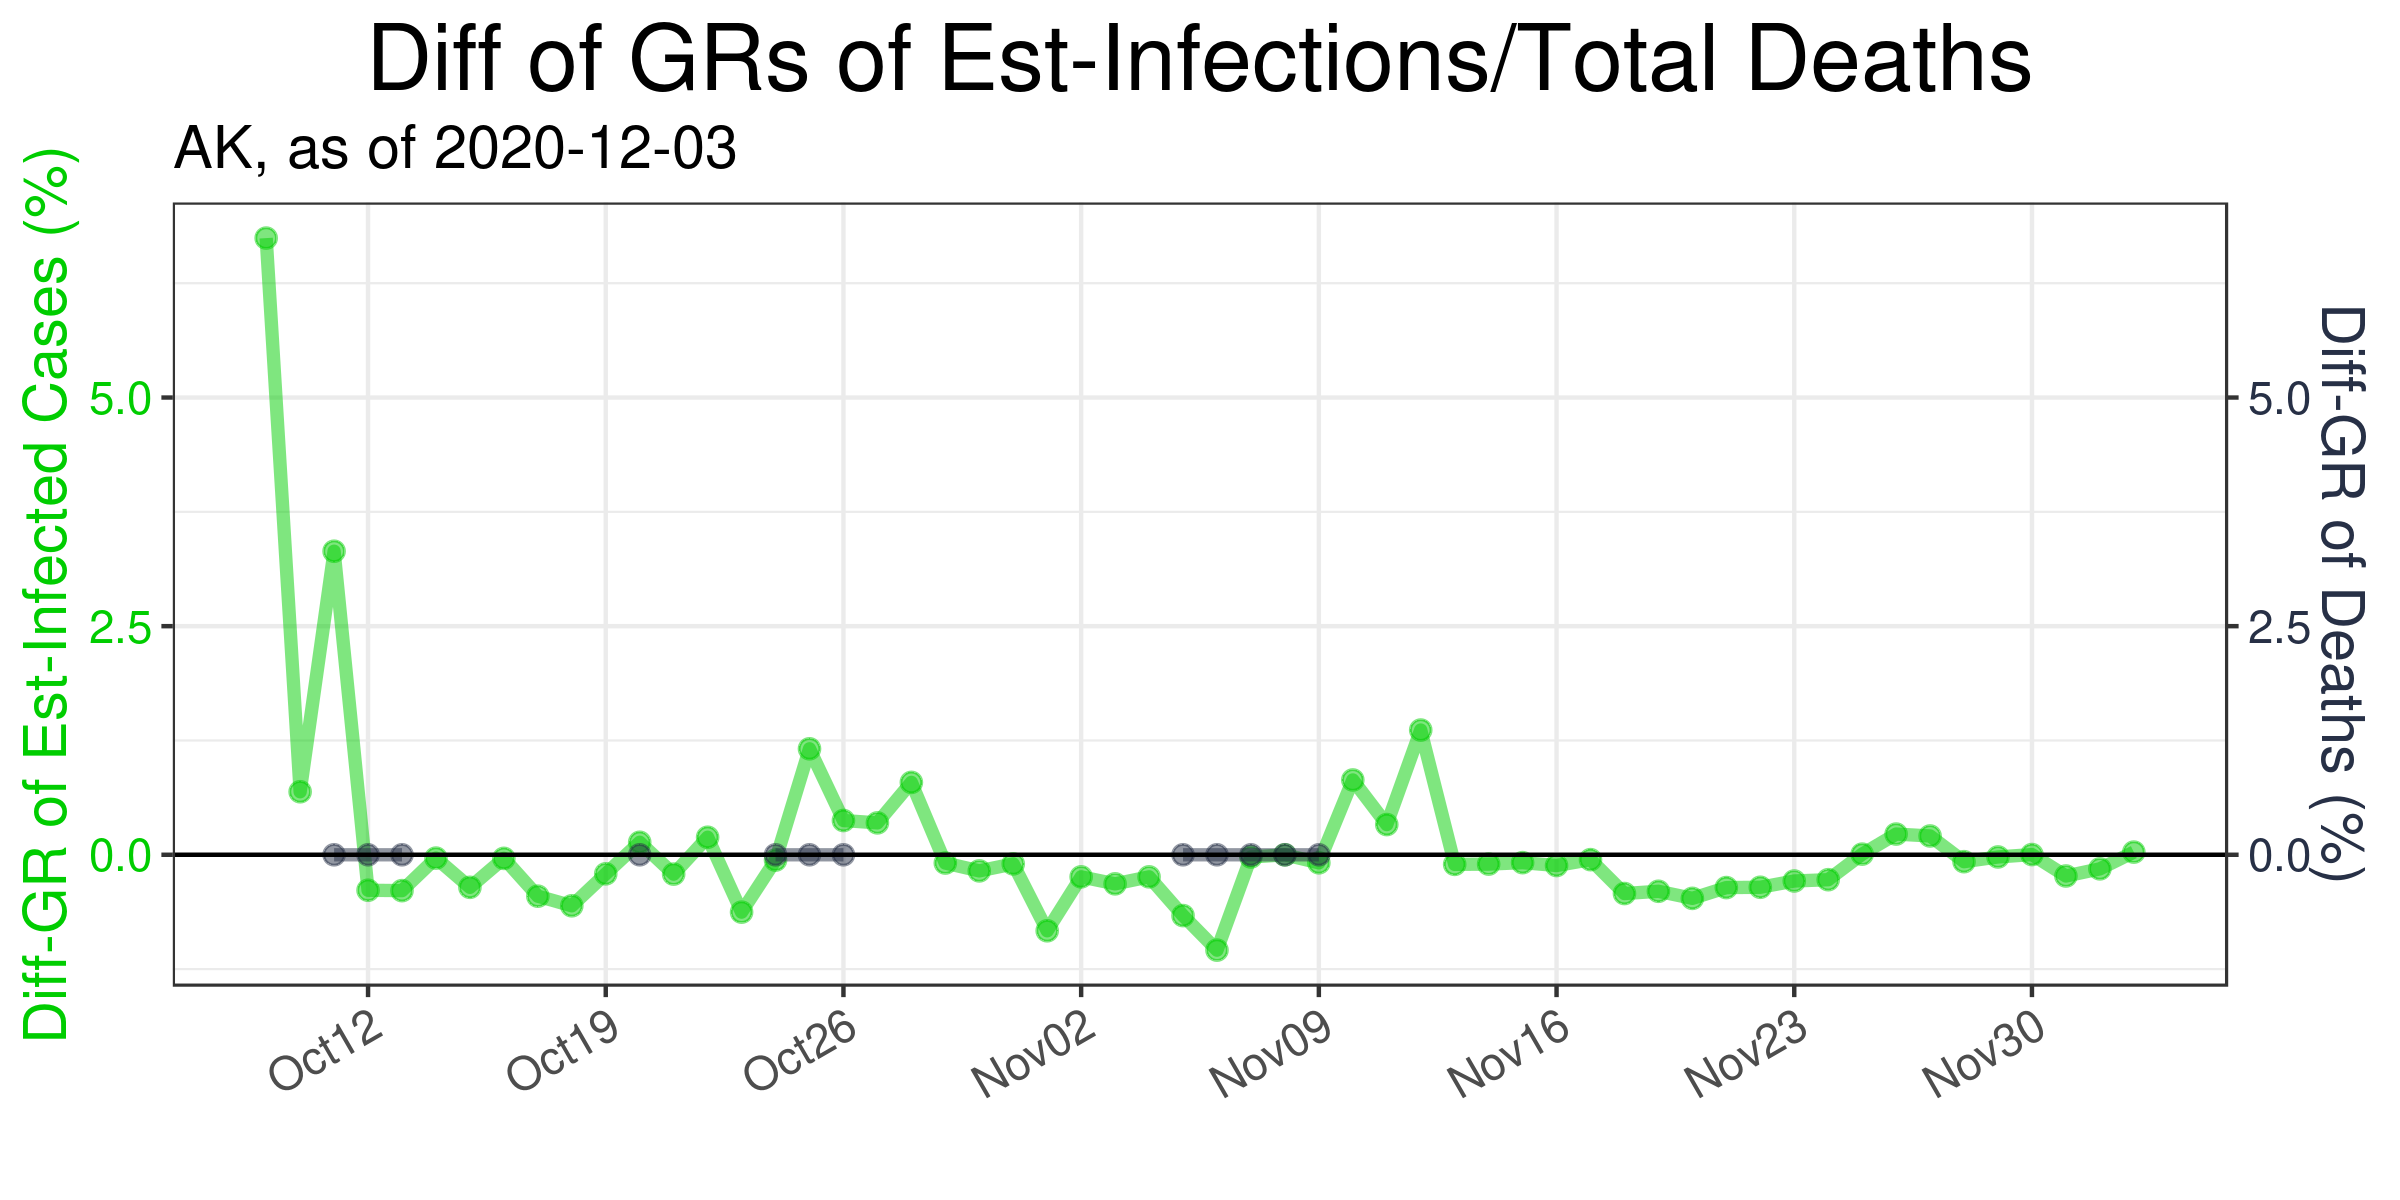 Diff of GRs of Est-Infections/Total Deaths
AK, as of 2020-12-03
Diff-GR of Est-Infected Cases (%)
5.0
2.5
0.0
5.0
2.5
0.0
Diff-GR of Deaths (%)
Oct12
Oct19
Oct26
Nov02
Nov09
Nov16
Nov23
Nov30